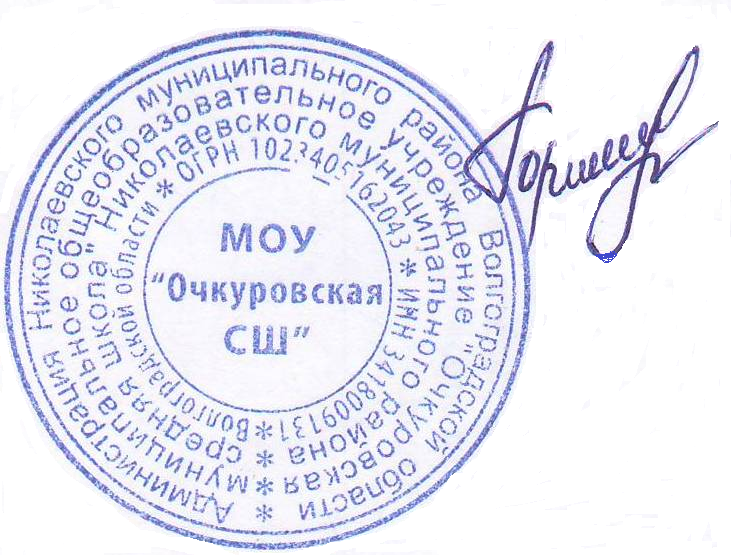 Администрация Николаевского муниципального района Волгоградской области *
муниципальное общеобразовательное учреждение "Очкуровская
средняя школа" Николаевского муниципального района *
Волгоградской области * ОГРН 1023405162043 * ИНН 3418009131 *
МОУ
"Очкуровская
СШ"